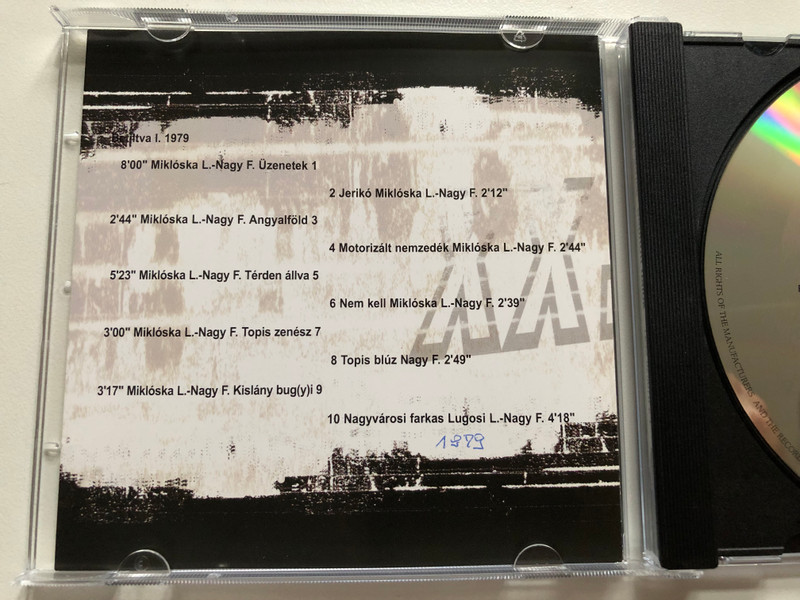 Betiltva I. 1979
8'00" Miklóska L.-Nagy F. Üzenetek 1
2 Jerikó Miklóska L.-Nagy F. 2'12"
2'44" Miklóska L.-Nagy F. Angyalföld 3
4 Motorizált nemzedék Miklóska L.-Nagy F. 2'44"
5'23" Miklóska L.-Nagy F. Térden állva 5
6 Nem kell Miklóska L.-Nagy F. 2'39"
3'00" Miklóska L.-Nagy F. Topis zenész 7
8 Topis blúz Nagy F. 2'49"
3'17" Miklóska L.-Nagy F. Kislány bug(y)i 9
10 Nagyvárosi farkas Lugosi L.-Nagy F. 4'18"
1979
ALL RIGHTS OF THE MANUFACTURERS AND THE